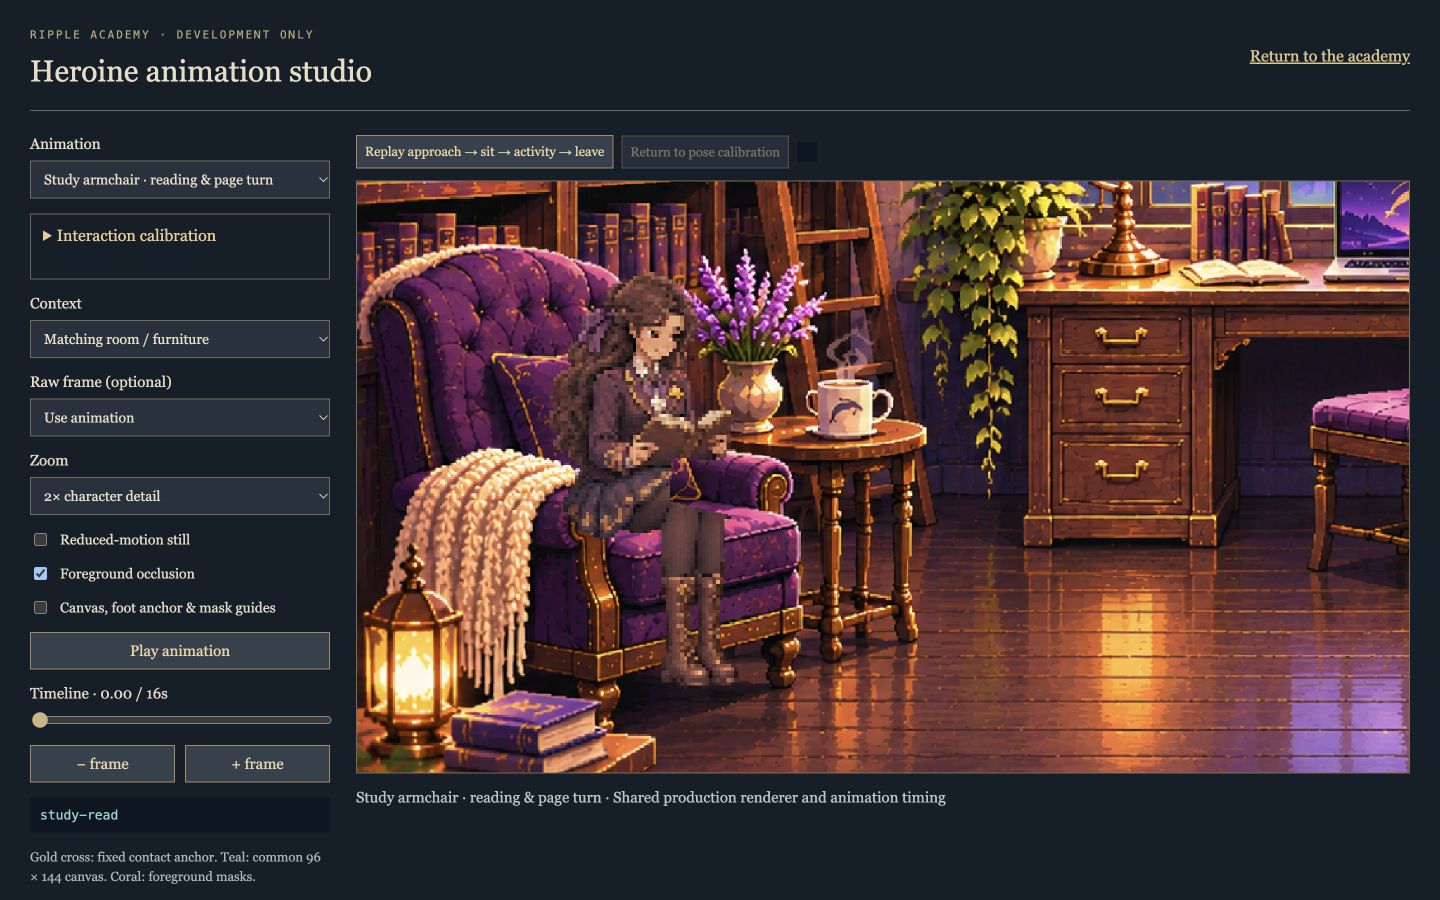 RIPPLE ACADEMY · DEVELOPMENT ONLY
Heroine animation studio
Return to the academy
Animation
Study armchair · reading & page turn
▶ Interaction calibration
Context
Matching room / furniture
Raw frame (optional)
Use animation
Zoom
2× character detail
Reduced-motion still
Foreground occlusion
Canvas, foot anchor & mask guides
Play animation
Timeline · 0.00 / 16s
− frame
+ frame
study-read
Gold cross: fixed contact anchor. Teal: common 96
× 144 canvas. Coral: foreground masks.
Replay approach → sit → activity → leave
Return to pose calibration
Study armchair · reading & page turn · Shared production renderer and animation timing